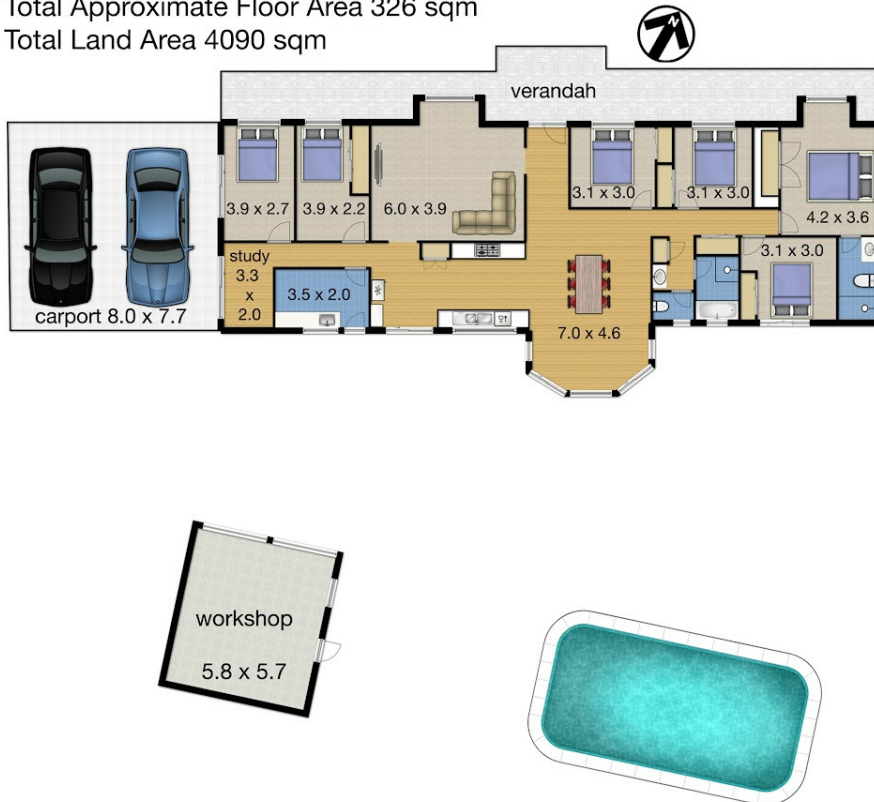 Total Approximate Floor Area 326 sqm
Total Land Area 4090 sqm
N
verandah
3.9 x 2.7
3.9 x 2.2
6.0 x 3.9
3.1 x 3.0
3.1 x 3.0
4.2 x 3.6
study
3.3
x
2.0
3.5 x 2.0
3.1 x 3.0
carport 8.0 x 7.7
7.0 x 4.6
workshop
5.8 x 5.7